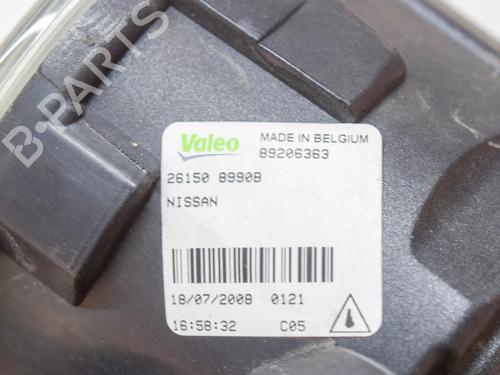 B-PARTS
Valeo MADE IN BELGIUM
89206363
26150 8990B
NISSAN
18/07/2008 0121
16:58:32 C05